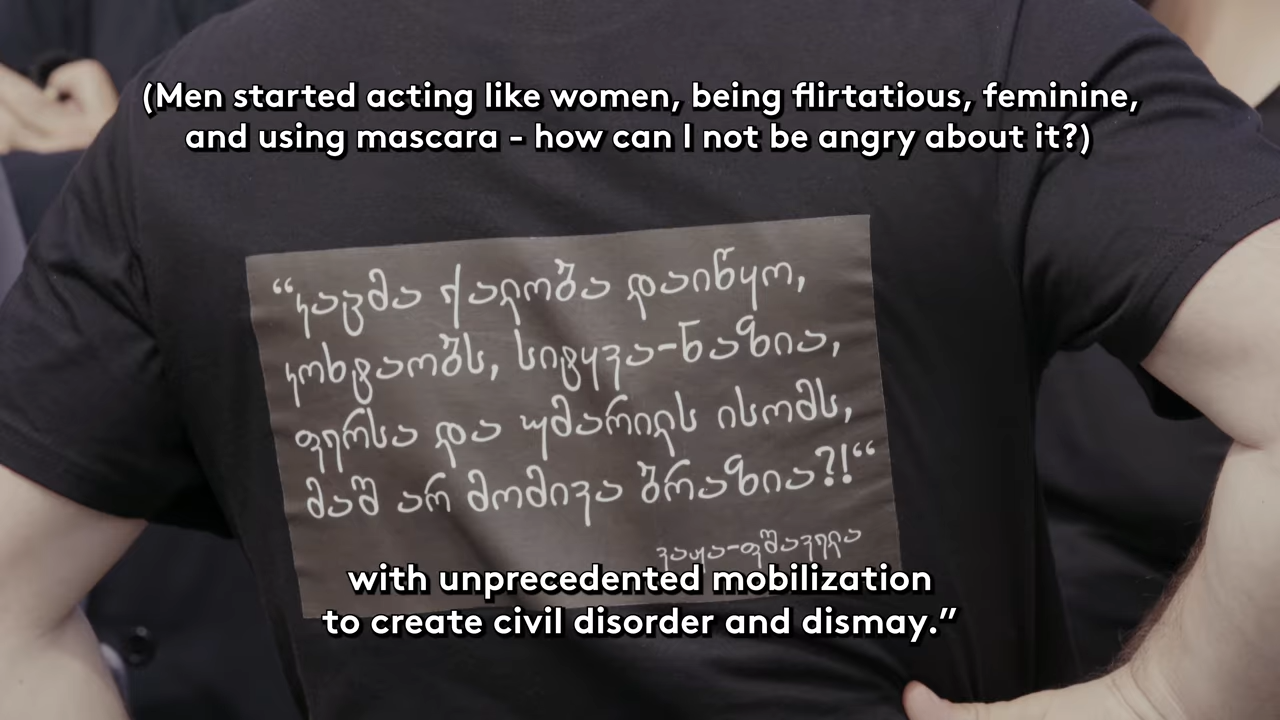 (Men started acting like women, being flirtatious, feminine,
and using mascara - how can I not be angry about it?)
“კაცმა ქალობა დაიწყო,
კოხტაობს, სიტყვა-ნაზია,
ფერსა და უმარილს ისომს,
მაშ არ მომივა ბრაზია?!“
ვაჟა-ფშაველა
with unprecedented mobilization
to create civil disorder and dismay.”